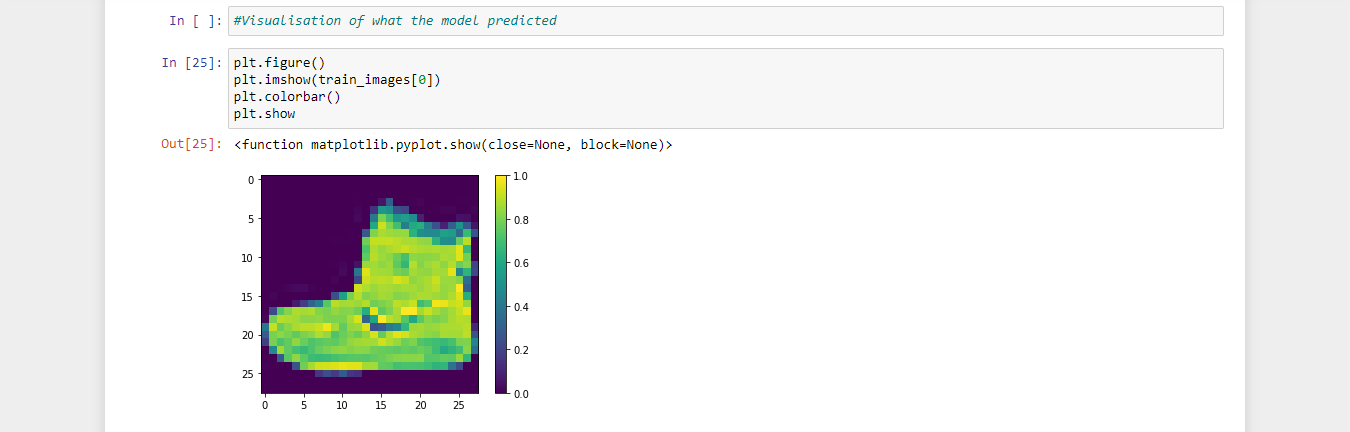 In [ ]: #Visualisation of what the model predicted
In [25]: plt.figure()
plt.imshow(train_images[0])
plt.colorbar()
plt.show
Out[25]: <function matplotlib.pyplot.show(close=None, block=None)>
0
5
10
15
20
25
0 5 10 15 20 25
1.0
0.8
0.6
0.4
0.2
0.0